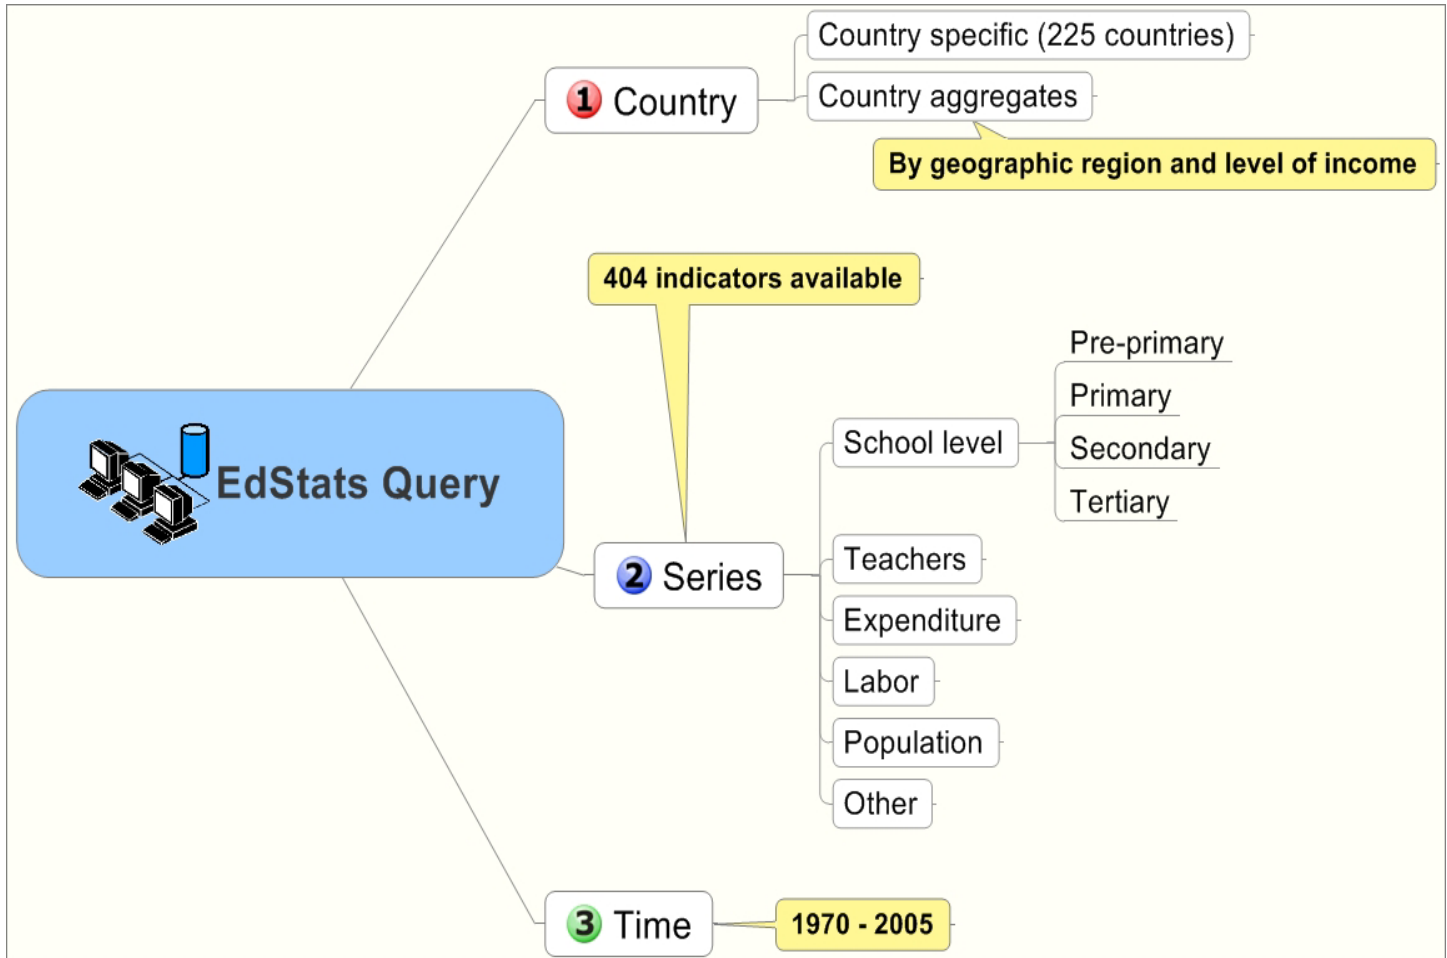 Country specific (225 countries)
1 Country
Country aggregates
By geographic region and level of income
404 indicators available
Pre-primary
Primary
School level
Secondary
Tertiary
EdStats Query
2 Series
Teachers
Expenditure
Labor
Population
Other
3 Time
1970 - 2005